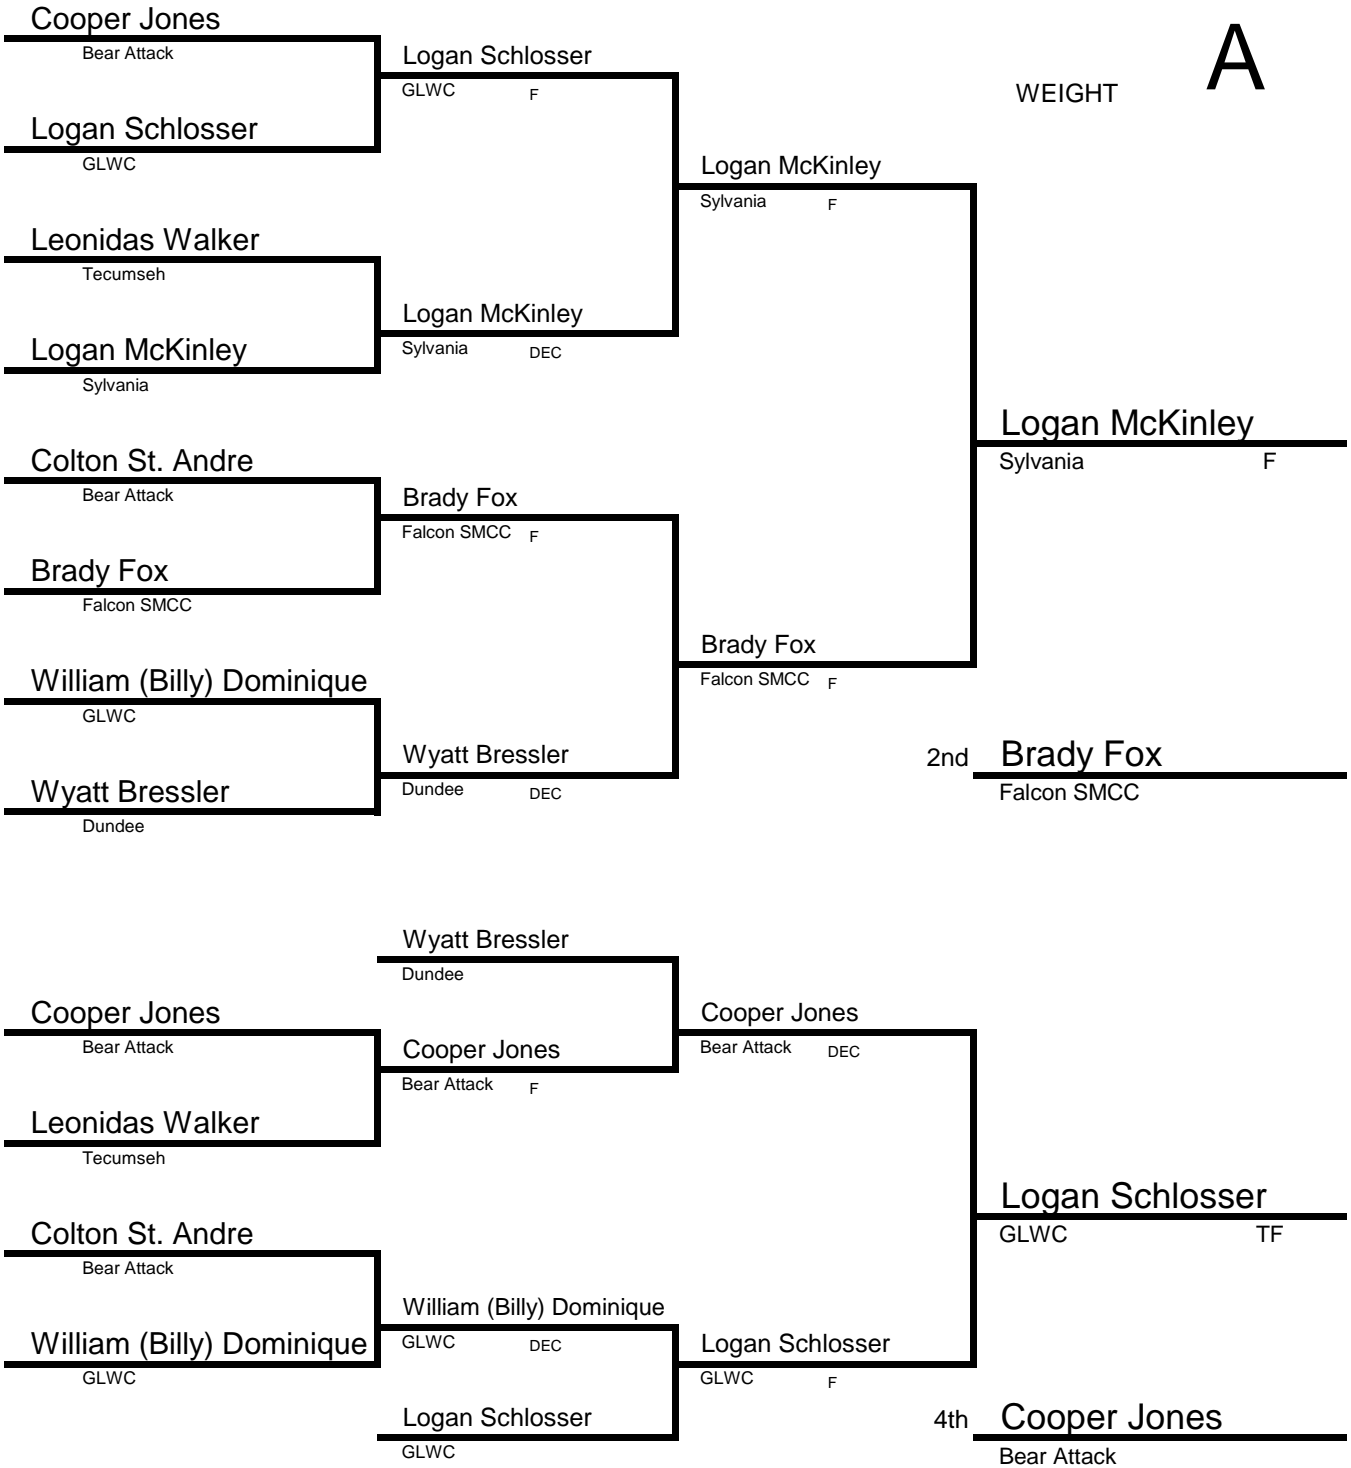 Cooper Jones
Bear Attack
Logan Schlosser
GLWC F
A
WEIGHT
Logan Schlosser
GLWC
Logan McKinley
Sylvania F
Leonidas Walker
Tecumseh
Logan McKinley
Sylvania DEC
Logan McKinley
Sylvania
Logan McKinley
Sylvania F
Colton St. Andre
Bear Attack
Brady Fox
Falcon SMCC F
Brady Fox
Falcon SMCC
Brady Fox
Falcon SMCC F
William (Billy) Dominique
GLWC
Wyatt Bressler
Dundee DEC
2nd Brady Fox
Falcon SMCC
Wyatt Bressler
Dundee
Wyatt Bressler
Dundee
Cooper Jones
Bear Attack
Cooper Jones
Bear Attack DEC
Cooper Jones
Bear Attack F
Leonidas Walker
Tecumseh
Logan Schlosser
GLWC TF
Colton St. Andre
Bear Attack
William (Billy) Dominique
GLWC DEC
William (Billy) Dominique
GLWC
Logan Schlosser
GLWC F
Logan Schlosser
GLWC
4th Cooper Jones
Bear Attack